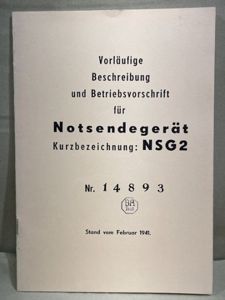 Vorläufige
Beschreibung
und Betriebsvorschrift
für
Notsendegerät
Kurzbezeichnung: NSG2
Nr. 14893
Stand vom Februar 1941.